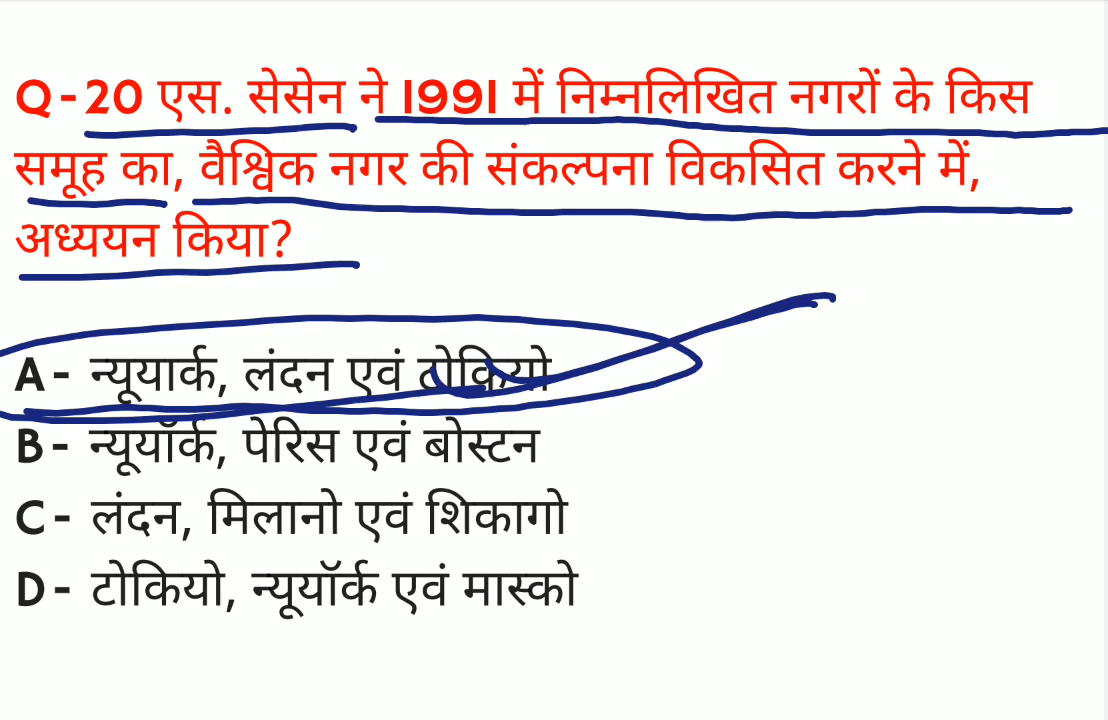 Q-20 एस. सेसेन ने 1991 में निम्नलिखित नगरों के किस
समूह का, वैश्विक नगर की संकल्पना विकसित करने में,
अध्ययन किया?
A- न्यूयार्क, लंदन एवं टोकियो
B- न्यूयॉर्क, पेरिस एवं बोस्टन
C- लंदन, मिलानो एवं शिकागो
D- टोकियो, न्यूयॉर्क एवं मास्को